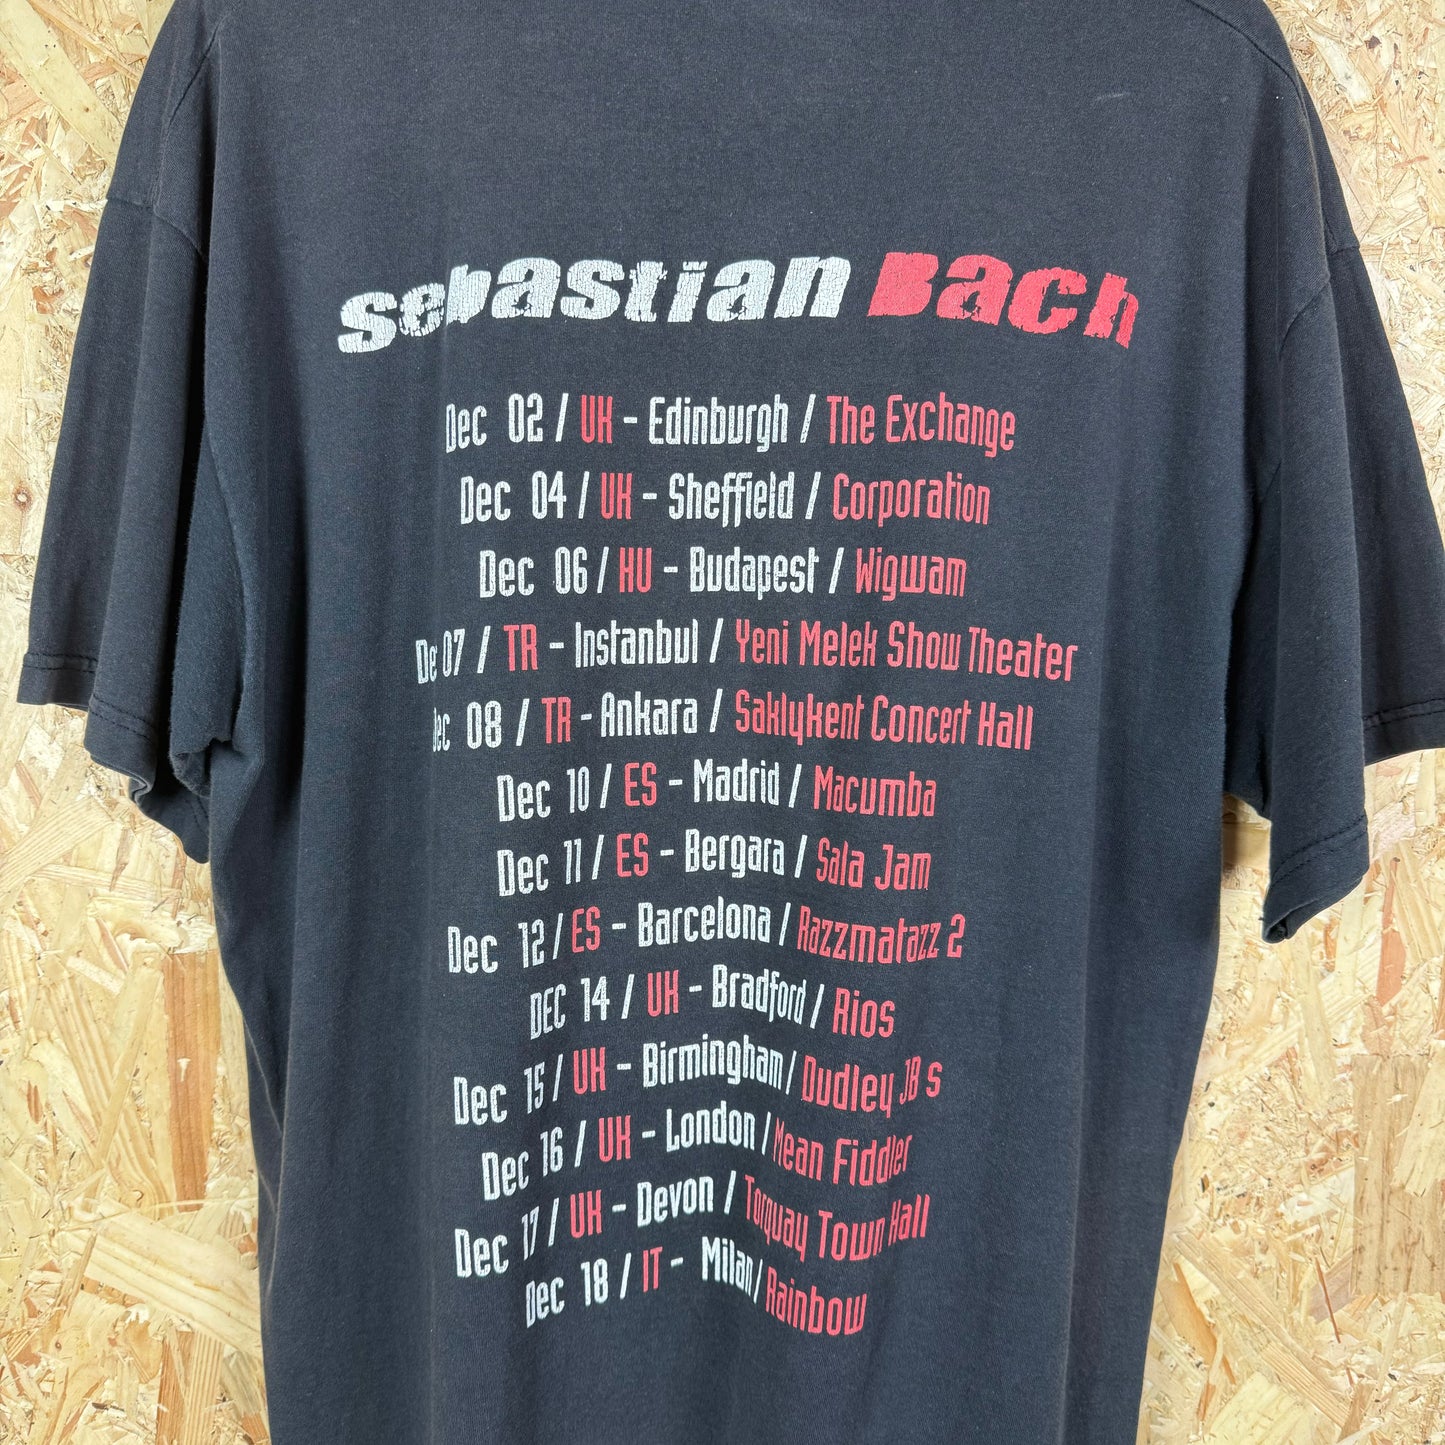 sebastian Bach
Dec 02 / UK - Edinburgh / The Exchange
Dec 04 / UK - Sheffield / Corporation
Dec 06 / HU - Budapest / Wigwam
De 07 / TR - Instanbul / Yeni Melek Show Theater
Dec 08 / TR - Ankara / Saklykent Concert Hall
Dec 10 / ES - Madrid / Macumba
Dec 11 / ES - Bergara / Sala Jam
Dec 12 / ES - Barcelona / Razzmatazz 2
DEC 14 / UK - Bradford / Rios
Dec 15 / UK - Birmingham / Dudley JB s
Dec 16 / UK - London / Mean Fiddler
Dec 17 / UK - Devon / Torquay Town Hall
Dec 18 / IT - Milan / Rainbow